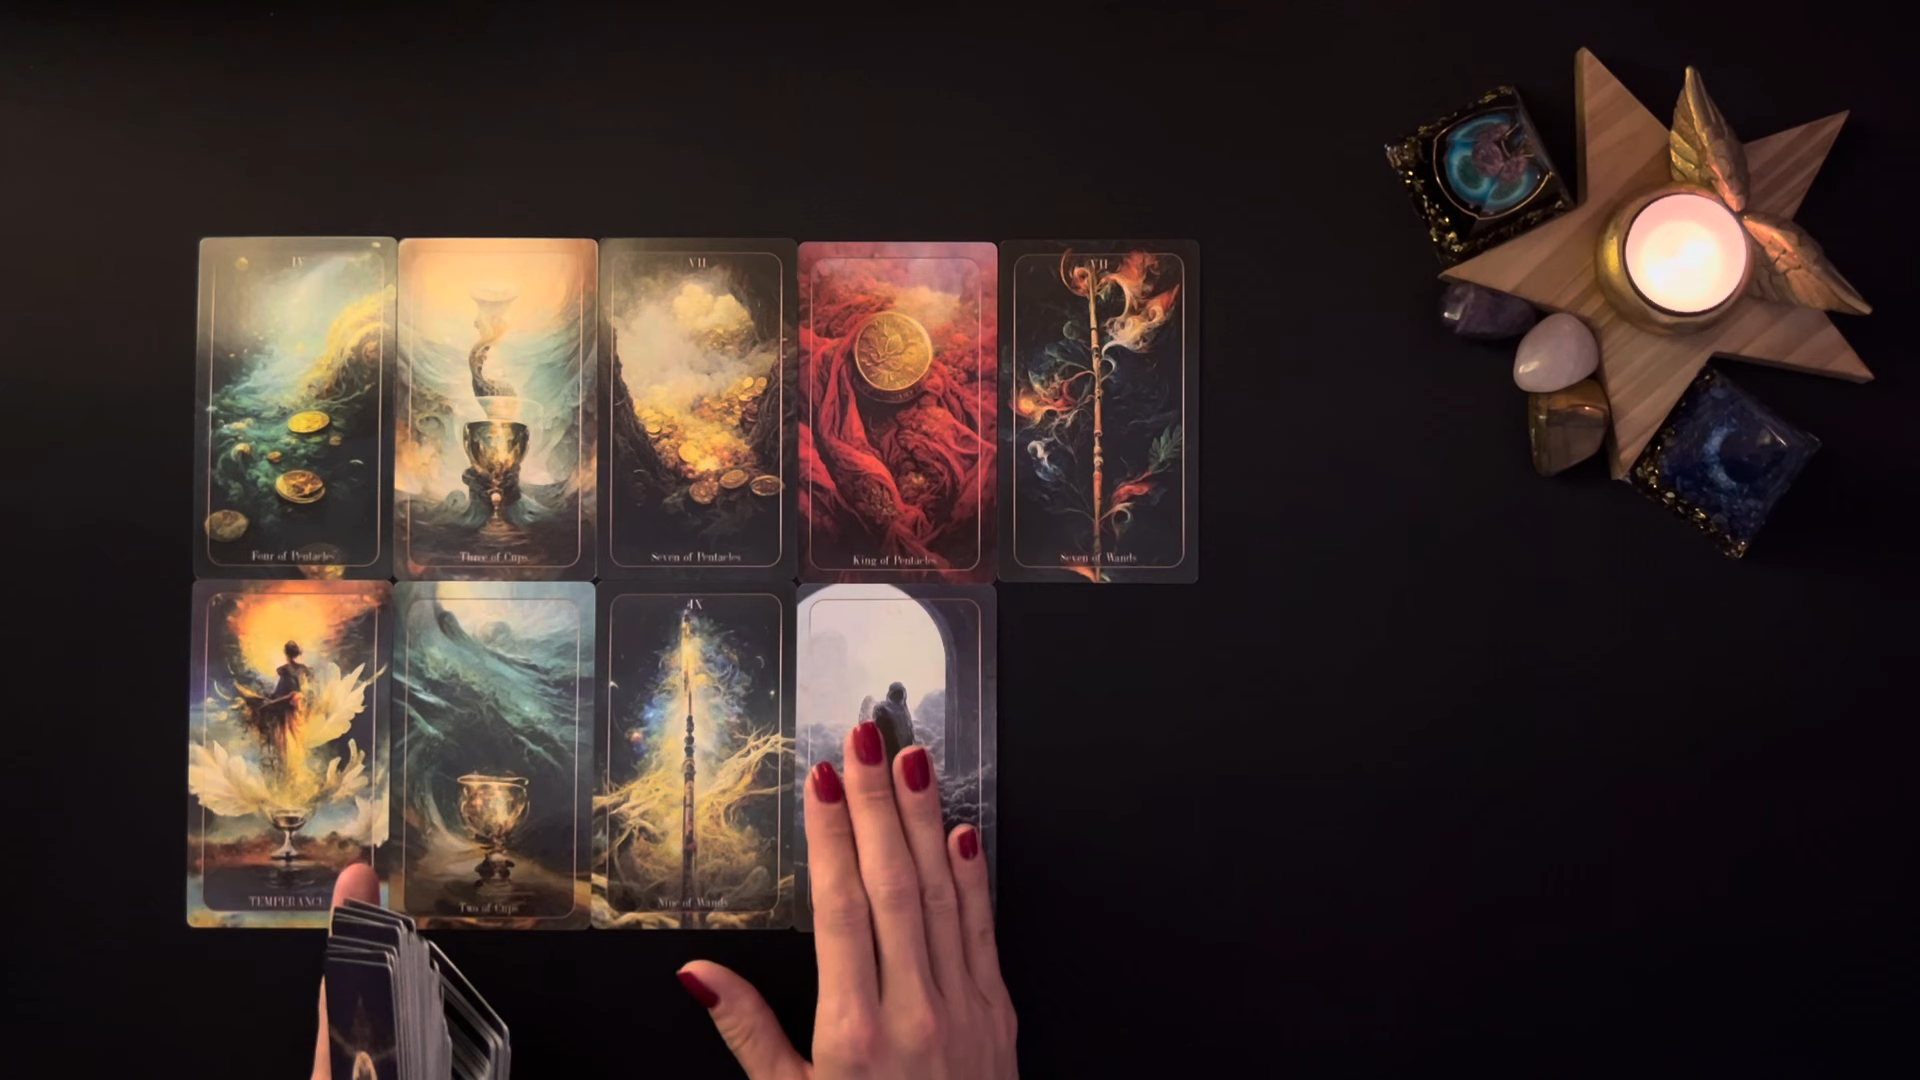 IV
VII
VII
Four of Pentacles
Three of Cups
Seven of Pentacles
King of Pentacles
Seven of Wands
IX
TEMPERANCE
Two of Cups
Nine of Wands